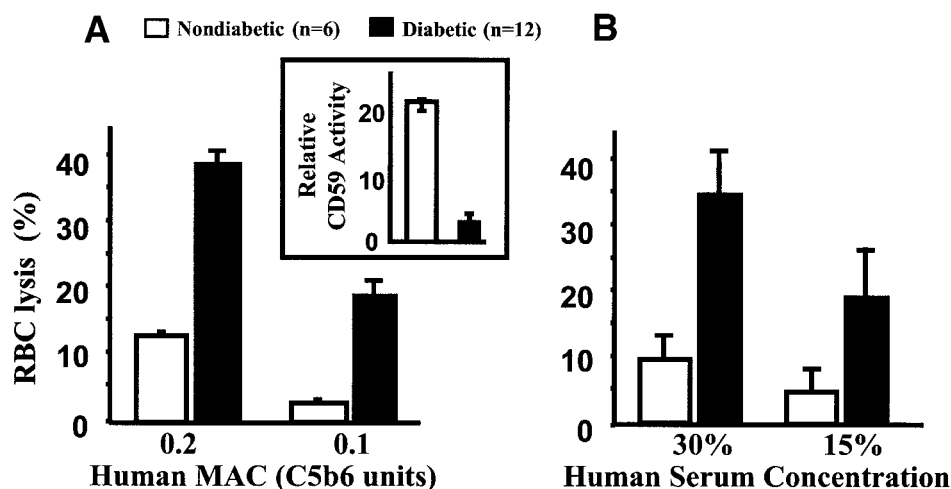 A
Nondiabetic (n=6)
Diabetic (n=12)
B
Relative
CD59 Activity
20
10
0
RBC lysis (%)
40
30
20
10
0
0.2
0.1
Human MAC (C5b6 units)
40
30
20
10
0
30%
15%
Human Serum Concentration